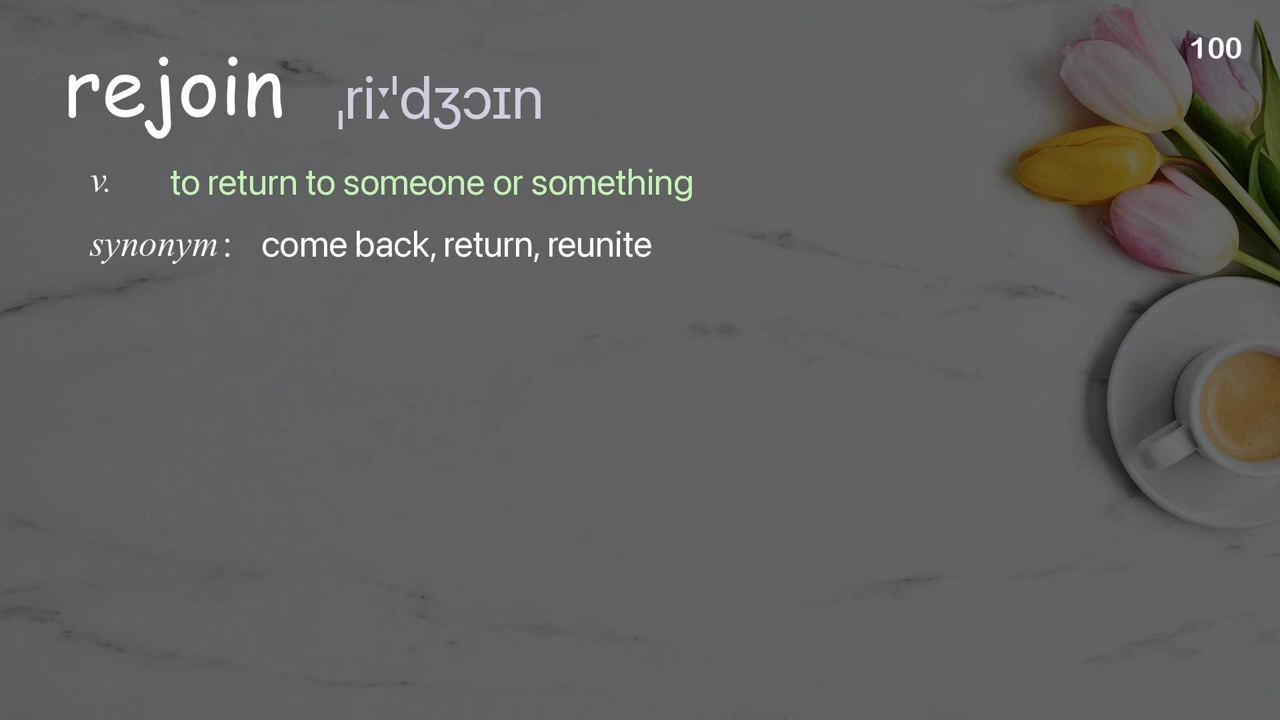 100
rejoin ˌriːˈdʒɔɪn
v. to return to someone or something
synonym : come back, return, reunite